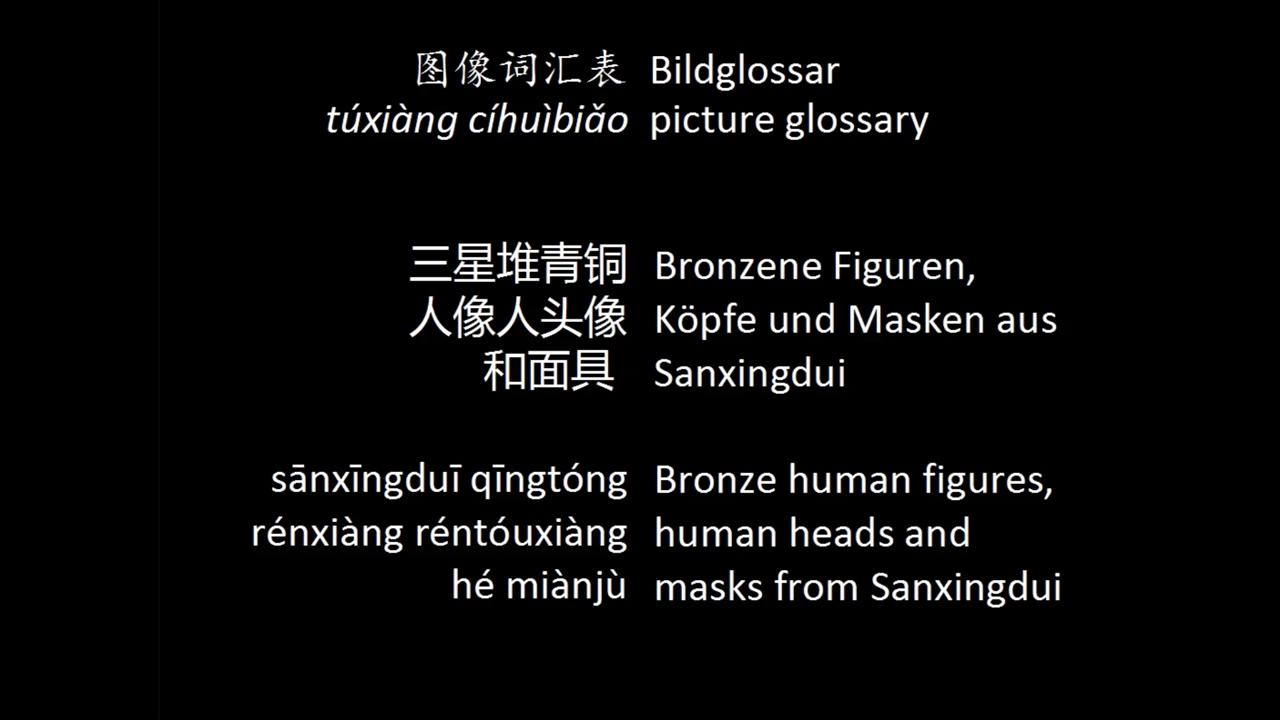 图像词汇表 Bildglossar
túxiàng cíhuìbiǎo picture glossary
三星堆青铜 Bronzene Figuren,
人像人头像 Köpfe und Masken aus
和面具 Sanxingdui
sānxīngduī qīngtóng Bronze human figures,
rénxiàng réntóuxiàng human heads and
hé miànjù masks from Sanxingdui